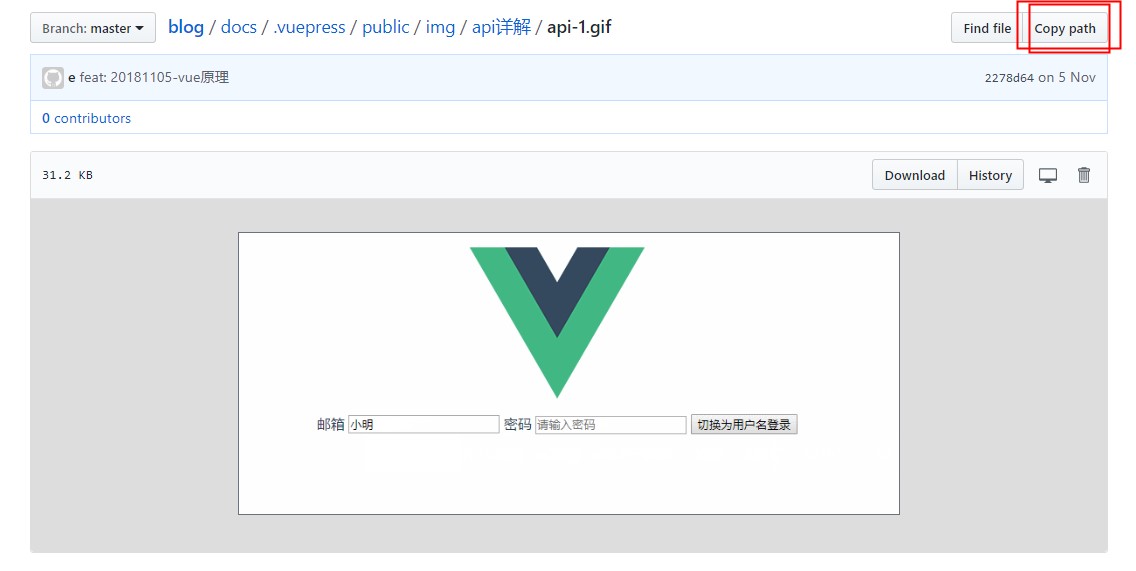 Branch: master blog / docs / .vuepress / public / img / api详解 / api-1.gif Find file Copy path
e feat: 20181105-vue原理 2278d64 on 5 Nov
0 contributors
31.2 KB Download History
邮箱 小明 密码 请输入密码 切换为用户名登录